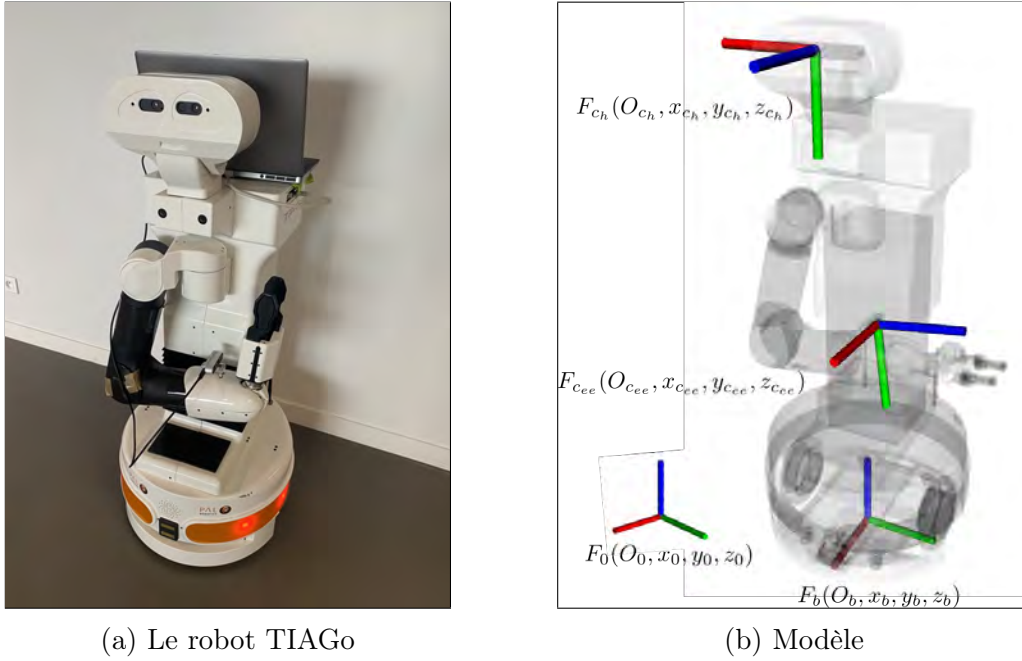 F_{c_h}(O_{c_h}, x_{c_h}, y_{c_h}, z_{c_h})
F_{c_{ee}}(O_{c_{ee}}, x_{c_{ee}}, y_{c_{ee}}, z_{c_{ee}})
F_0(O_0, x_0, y_0, z_0)
F_b(O_b, x_b, y_b, z_b)
PAL
(a) Le robot TIAGo
(b) Modèle